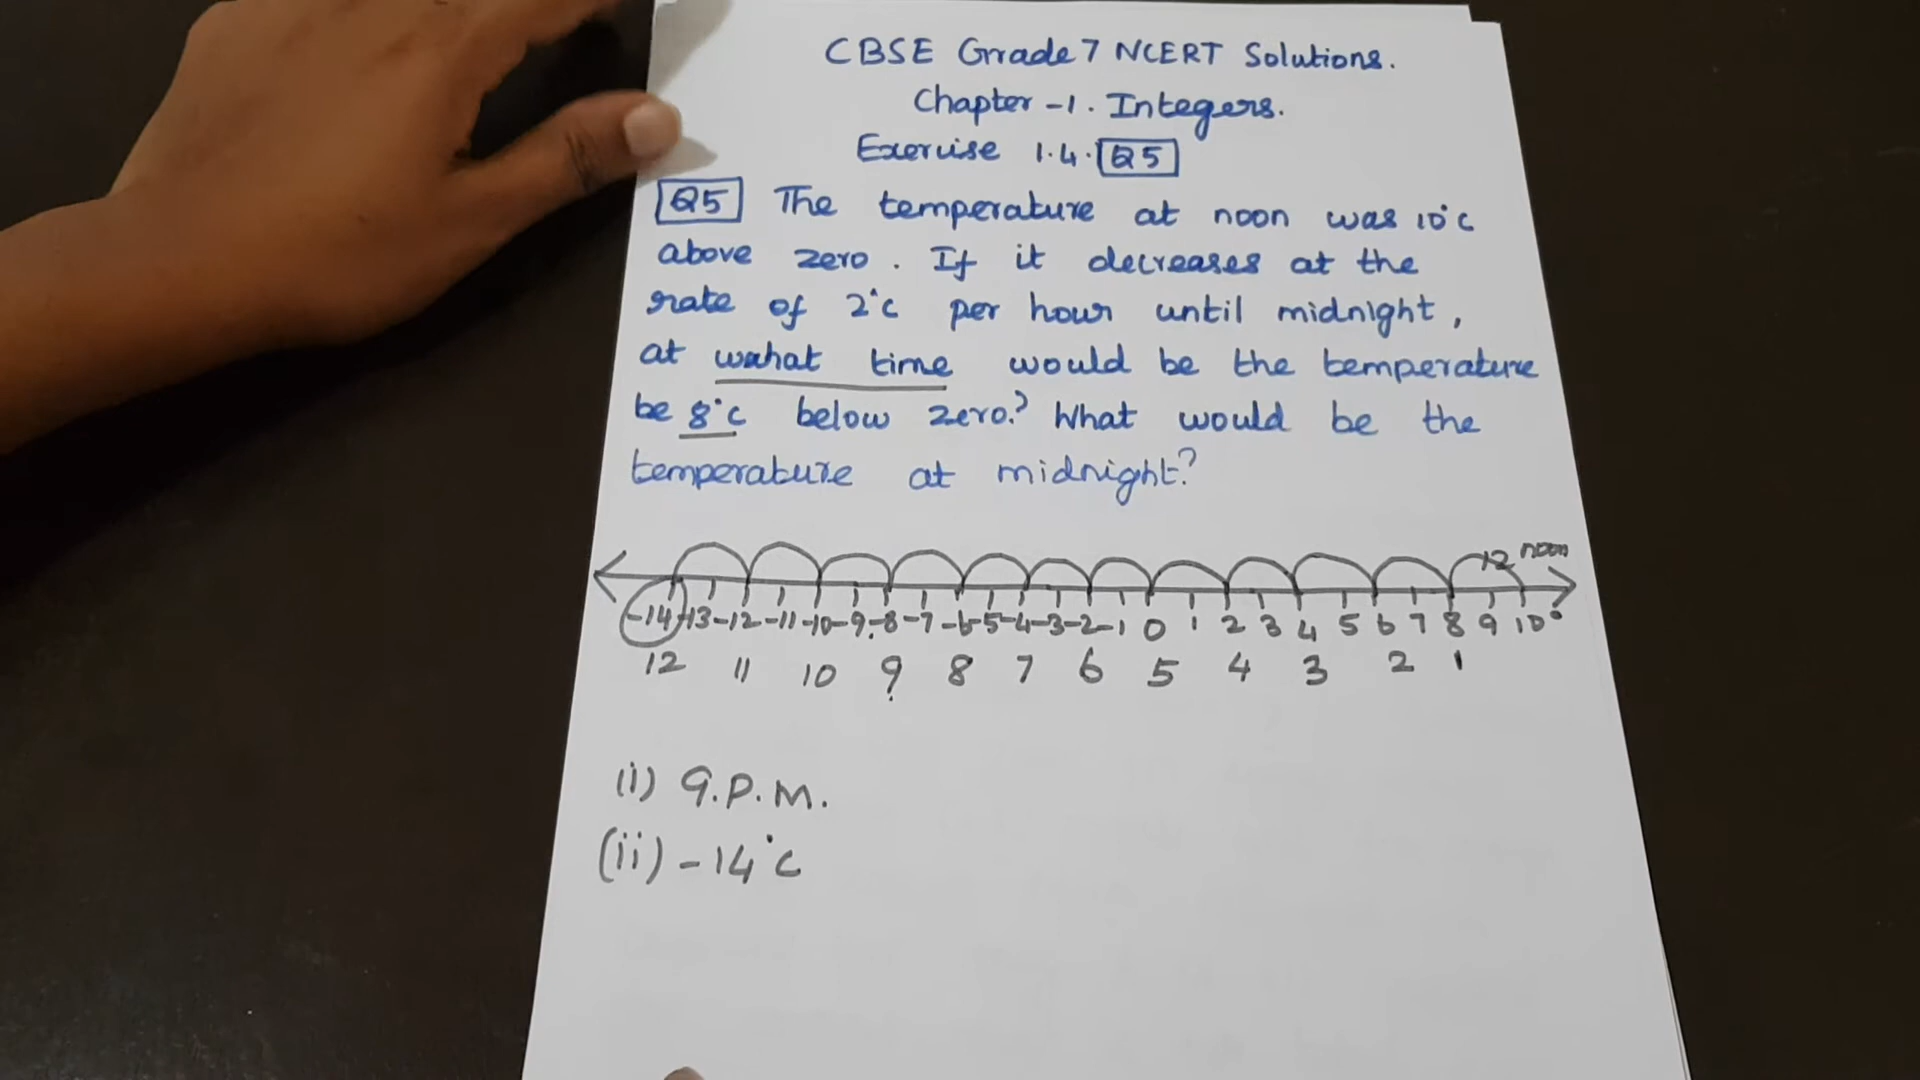 CBSE Grade 7 NCERT Solutions.
Chapter -1. Integers.
Exercise 1.4. Q5
Q5 The temperature at noon was 10°C
above zero. If it decreases at the
rate of 2°C per hour until midnight,
at wahat time would be the temperature
be 8°C below zero? What would be the
temperature at midnight?
12 noon
-14 -13 -12 -11 -10 -9 -8 -7 -6 -5 -4 -3 -2 -1 0 1 2 3 4 5 6 7 8 9 10°
12 11 10 9 8 7 6 5 4 3 2 1
(i) 9.P.M.
(ii) -14°C